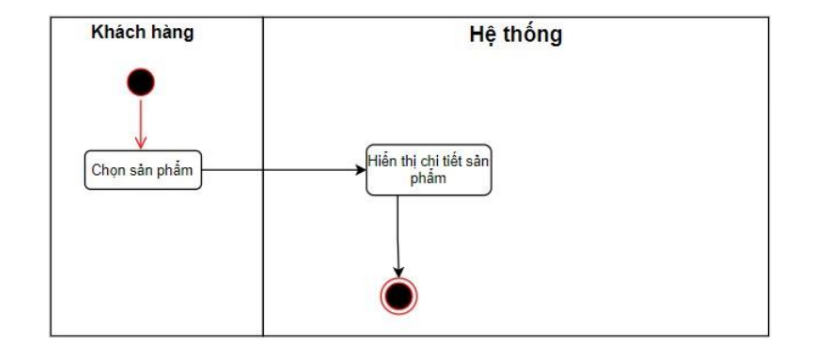 Khách hàng
Hệ thống
Chọn sản phẩm
Hiển thị chi tiết sản
phẩm